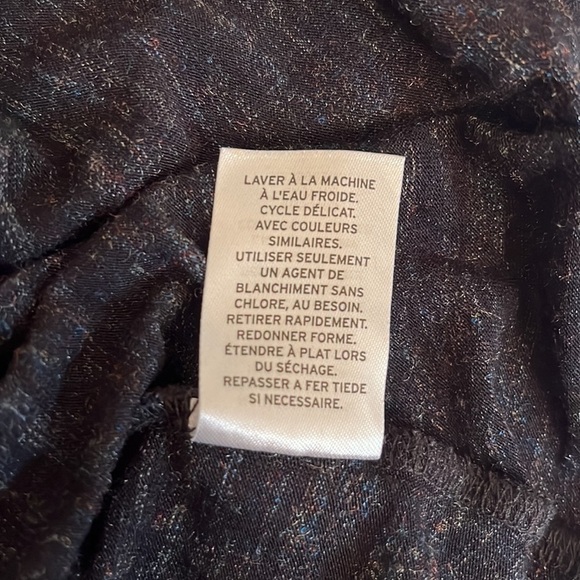 LAVER À LA MACHINE
À L'EAU FROIDE.
CYCLE DÉLICAT.
AVEC COULEURS
SIMILAIRES.
UTILISER SEULEMENT
UN AGENT DE
BLANCHIMENT SANS
CHLORE, AU BESOIN.
RETIRER RAPIDEMENT.
REDONNER FORME.
ÉTENDRE À PLAT LORS
DU SÉCHAGE.
REPASSER A FER TIEDE
SI NECESSAIRE.